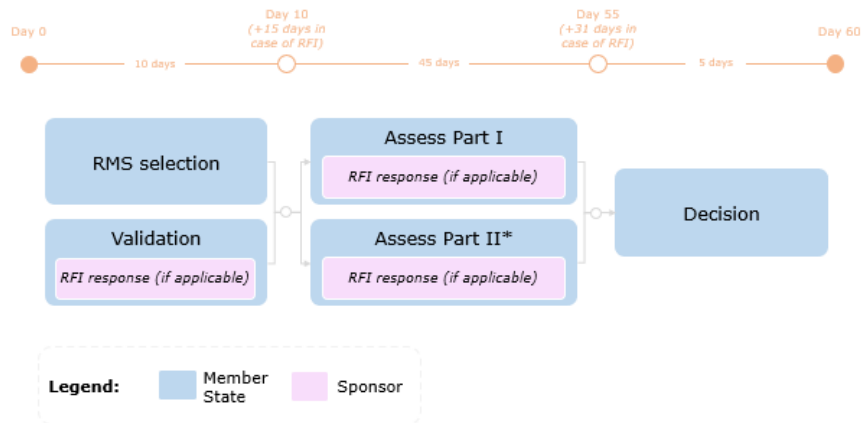 Day 0
Day 10
(+15 days in
case of RFI)
Day 55
(+31 days in
case of RFI)
Day 60
10 days
45 days
5 days
RMS selection
Assess Part I
RFI response (if applicable)
Validation
RFI response (if applicable)
Assess Part II*
RFI response (if applicable)
Decision
Legend:
Member
State
Sponsor